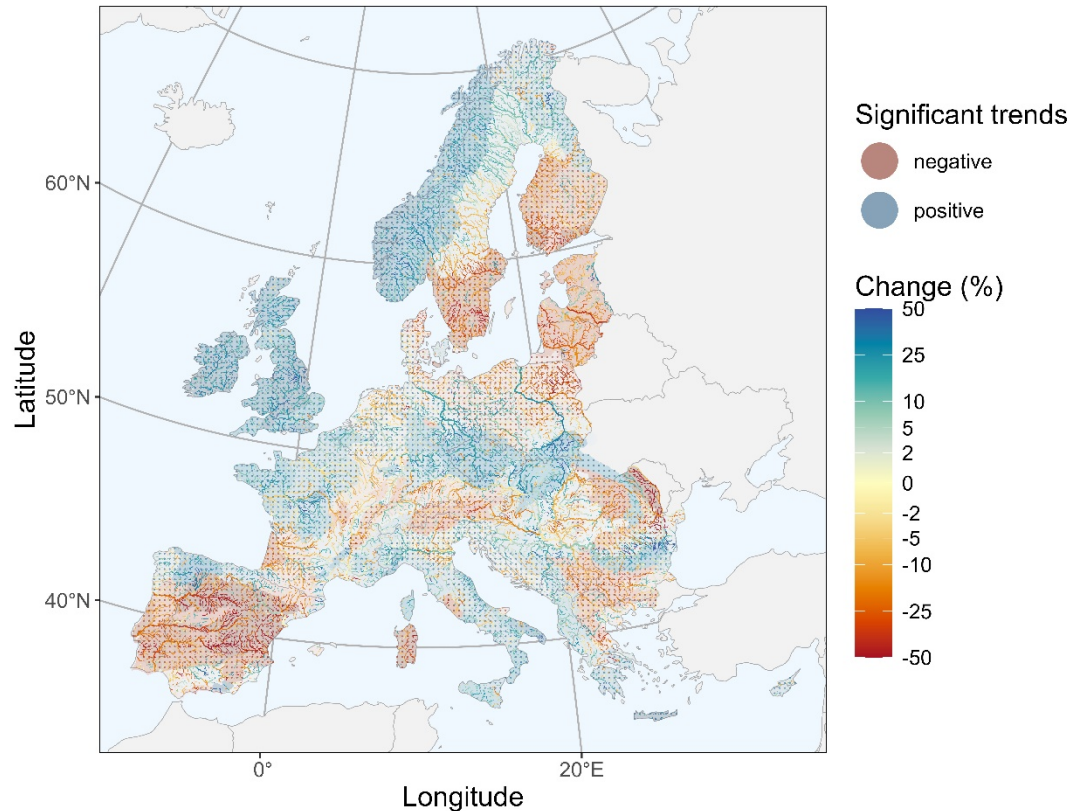 60°N
50°N
40°N
Latitude
0°
20°E
Longitude
Significant trends
negative
positive
Change (%)
50
25
10
5
2
0
-2
-5
-10
-25
-50